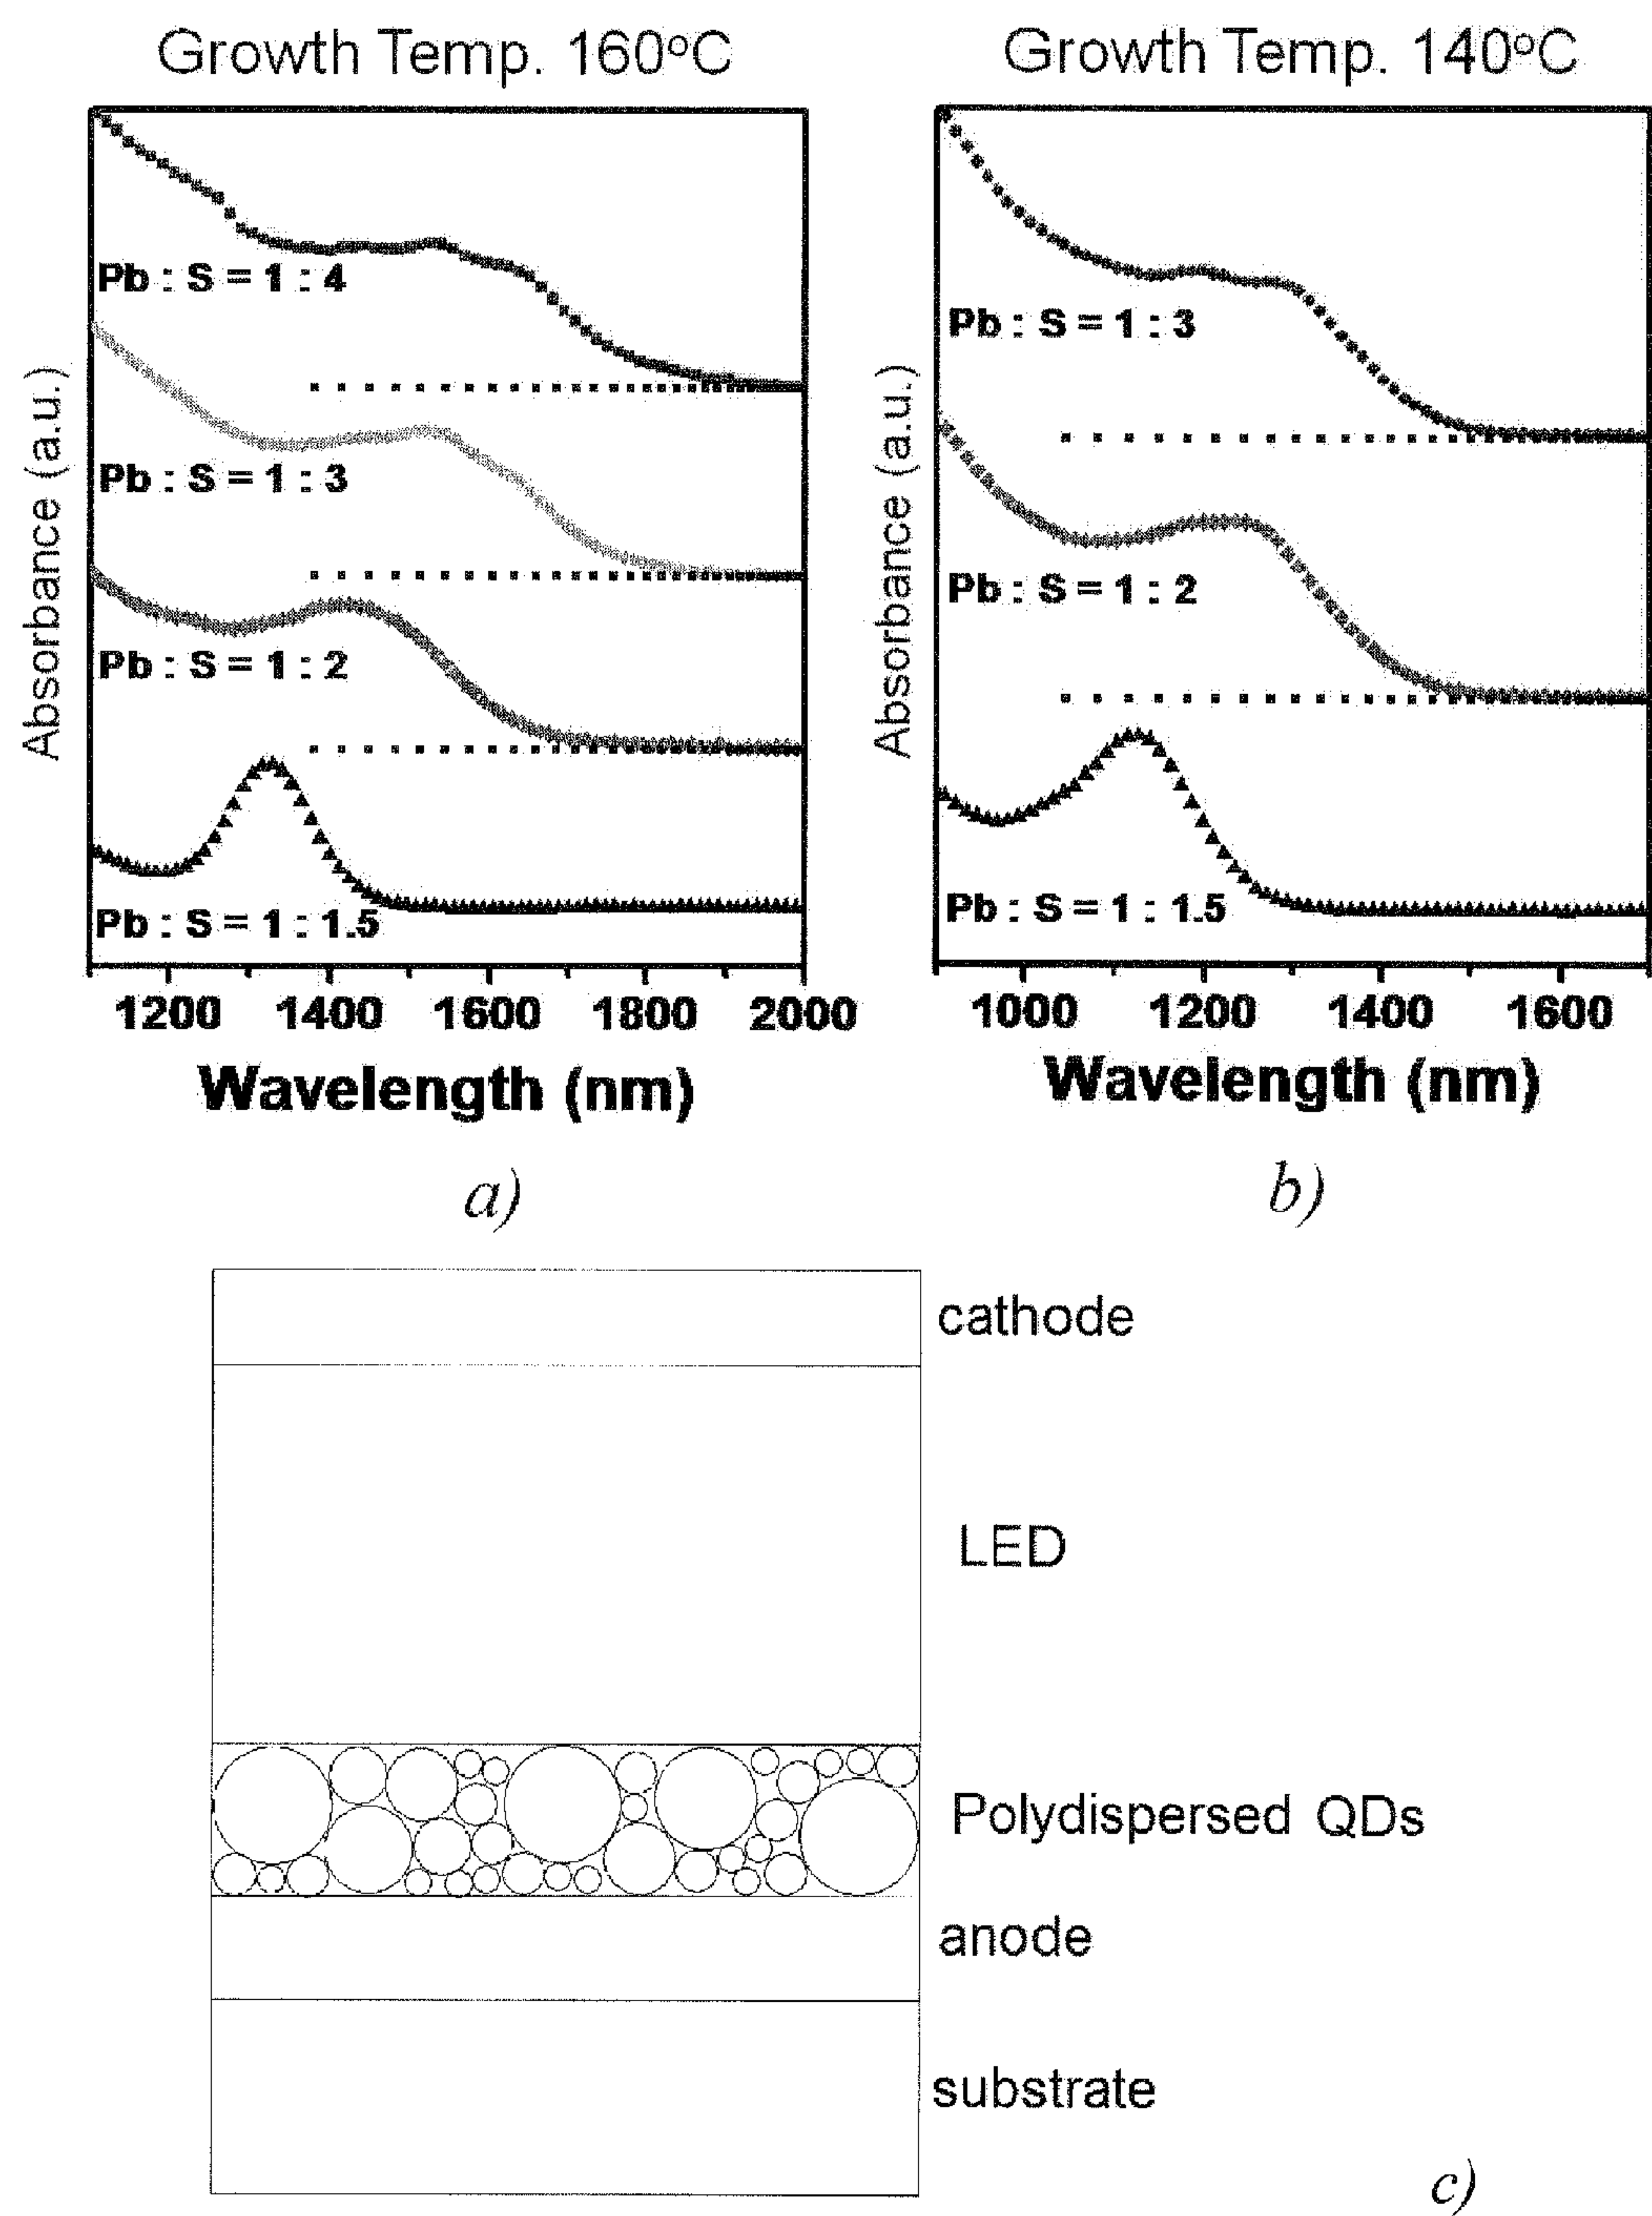 Growth Temp. 160°C
Absorbance (a.u.)
Pb : S = 1 : 4
Pb : S = 1 : 3
Pb : S = 1 : 2
Pb : S = 1 : 1.5
1200 1400 1600 1800 2000
Wavelength (nm)
a)
Growth Temp. 140°C
Absorbance (a.u.)
Pb : S = 1 : 3
Pb : S = 1 : 2
Pb : S = 1 : 1.5
1000 1200 1400 1600
Wavelength (nm)
b)
cathode
LED
Polydispersed QDs
anode
substrate
c)